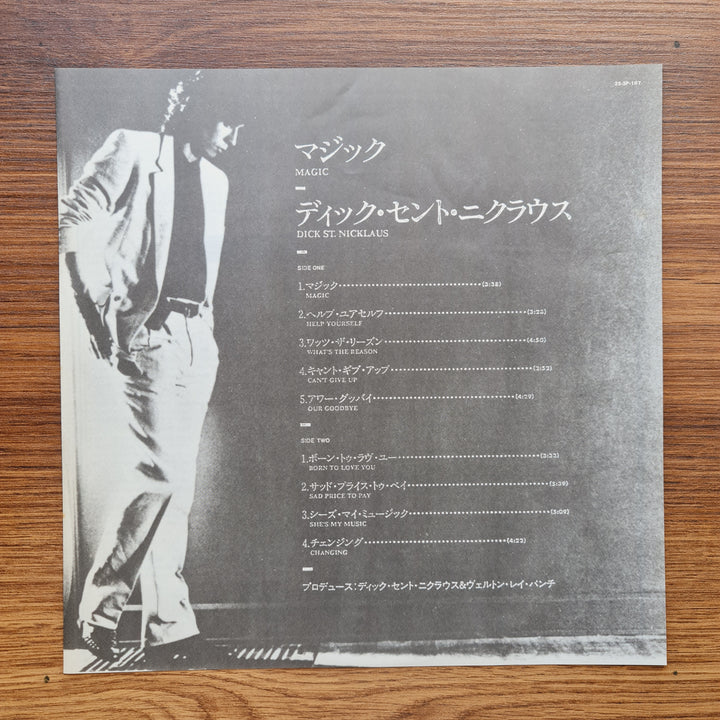 マジック
MAGIC
ディック・セント・ニクラウス
DICK ST. NICKLAUS
SIDE ONE
1.マジック (3:38)
MAGIC
2.ヘルプ・ユアセルフ (3:23)
HELP YOURSELF
3.ワッツ・ザ・リーズン (4:50)
WHAT'S THE REASON
4.キャント・ギブ・アップ (2:52)
CAN'T GIVE UP
5.アワー・グッバイ (4:29)
OUR GOODBYE
SIDE TWO
1.ボーン・トゥ・ラヴ・ユー (3:33)
BORN TO LOVE YOU
2.サッド・プライス・トゥ・ペイ (3:39)
SAD PRICE TO PAY
3.シーズ・マイ・ミュージック (3:09)
SHE'S MY MUSIC
4.チェンジング (4:22)
CHANGING
プロデュース：ディック・セント・ニクラウス&ヴェルトン・レイ・バンチ